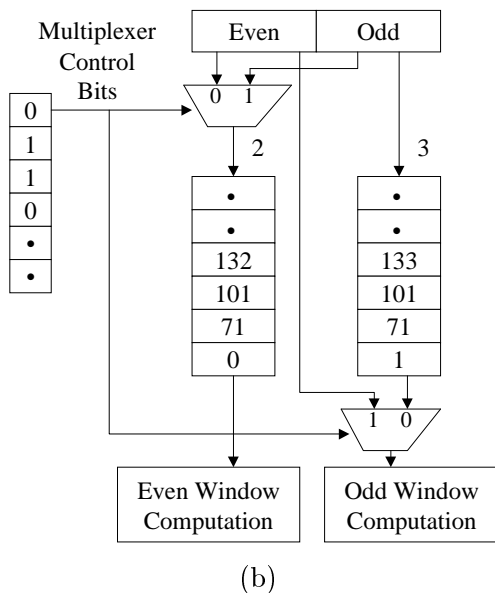 Multiplexer
Control
Bits
Even
Odd
0 1
0
1
1
0
•
•
2
3
•
•
132
101
71
0
•
•
133
101
71
1
1 0
Even Window
Computation
Odd Window
Computation
(b)